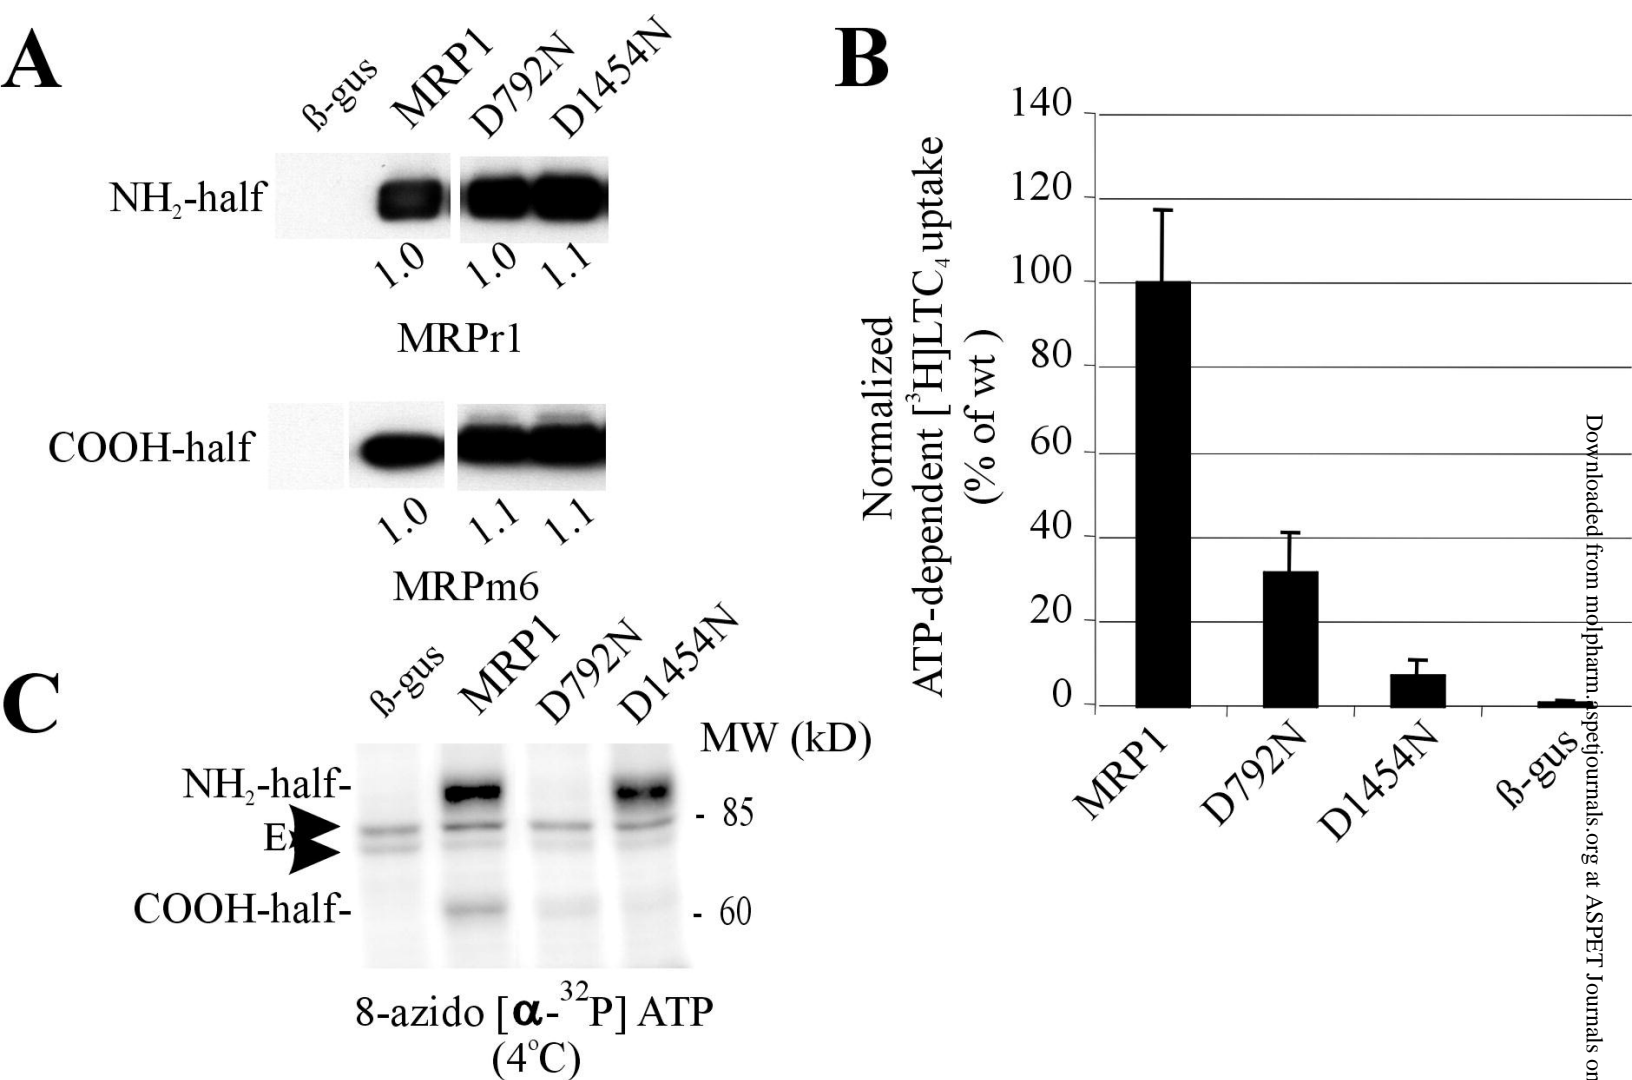 A
ß-gus
MRP1
D792N
D1454N
NH₂-half
1.0
1.0
1.1
MRPr1
COOH-half
1.0
1.1
1.1
MRPm6
B
Normalized
ATP-dependent [³H]LTC₄ uptake
(% of wt )
140
120
100
80
60
40
20
0
MRP1
D792N
D1454N
ß-gus
C
ß-gus
MRP1
D792N
D1454N
MW (kD)
NH₂-half-
- 85
E
COOH-half-
- 60
8-azido [α-³²P] ATP
(4°C)
Downloaded from molpharm.aspetjournals.org at ASPET Journals on